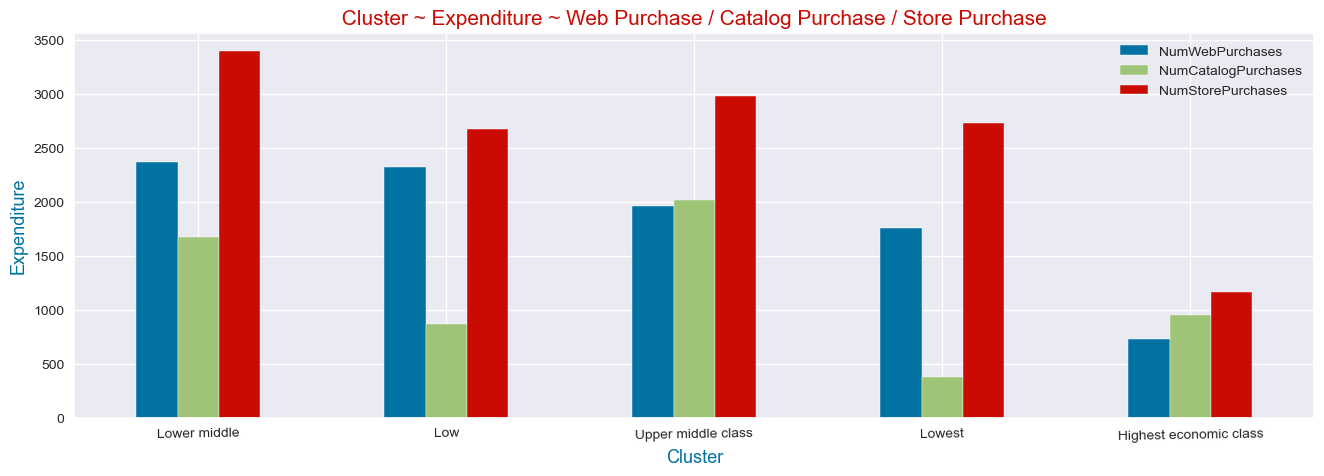 Cluster ~ Expenditure ~ Web Purchase / Catalog Purchase / Store Purchase
NumWebPurchases
NumCatalogPurchases
NumStorePurchases
Expenditure
3500
3000
2500
2000
1500
1000
500
0
Lower middle
Low
Upper middle class
Lowest
Highest economic class
Cluster